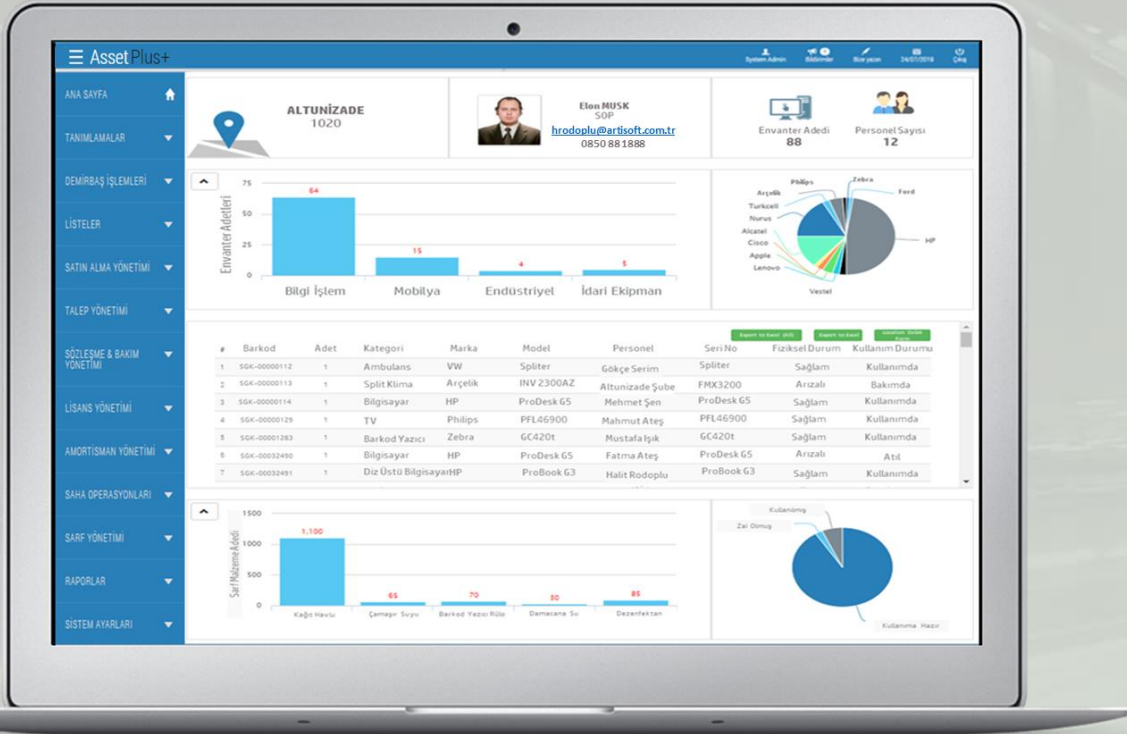 ☰ AssetPlus+
System Admin
Bildirimler
Bize yazın
24/07/2018
Çıkış
ANA SAYFA
TANIMLAMALAR
DEMİRBAŞ İŞLEMLERİ
LİSTELER
SATIN ALMA YÖNETİMİ
TALEP YÖNETİMİ
SÖZLEŞME & BAKIM
YÖNETİMİ
LİSANS YÖNETİMİ
AMORTİSMAN YÖNETİMİ
SAHA OPERASYONLARI
SARF YÖNETİMİ
RAPORLAR
SİSTEM AYARLARI
ALTUNİZADE
1020
Elon MUSK
SOP
hrodoplu@artisoft.com.tr
0850 88 1888
Envanter Adedi
88
Personel Sayısı
12
Envanter Adetleri
75
50
25
0
64
15
4
5
Bilgi İşlem Mobilya Endüstriyel İdari Ekipman
Philips
Zebra
Arçelik
Ford
Turkcell
Nurus
Alcatel
HP
Cisco
Apple
Lenovo
Vestel
Export to Excel (All)
Export to Excel
# Barkod Adet Kategori Marka Model Personel Seri No Fiziksel Durum Kullanım Durumu
1 SGK-00000112 1 Ambulans VW Spliter Gökçe Serim Spliter Sağlam Kullanımda
2 SGK-00000113 1 Split Klima Arçelik INV 2300AZ Altunizade Şube FMX3200 Arızalı Bakımda
3 SGK-00000114 1 Bilgisayar HP ProDesk G5 Mehmet Şen ProDesk G5 Sağlam Kullanımda
4 SGK-00000129 1 TV Philips PFL46900 Mahmut Ateş PFL46900 Sağlam Kullanımda
5 SGK-00001283 1 Barkod Yazıcı Zebra GC420t Mustafa Işık GC420t Sağlam Kullanımda
6 SGK-00032490 1 Bilgisayar HP ProDesk G5 Fatma Ateş ProDesk G5 Arızalı Atıl
7 SGK-00032491 1 Diz Üstü Bilgisayar HP ProBook G3 Halit Rodoplu ProBook G3 Sağlam Kullanımda
Sarf Malzeme Adedi
1500
1000
500
0
1,100
65
70
30
85
Kağıt Havlu Çamaşır Suyu Barkod Yazıcı Rulo Damacana Su Dezenfektan
Kullanılmış
Zai Olmuş
Kullanıma Hazır